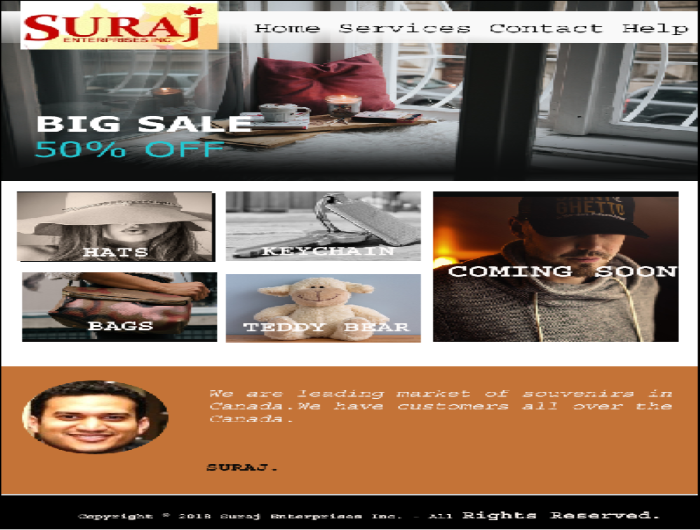 SURAJ
ENTERPRISES INC.
Home Services Contact Help
BIG SALE
50% OFF
HATS
KEYCHAIN
GHETTO
COMING SOON
BAGS
TEDDY BEAR
We are leading market of souvenirs in
Canada.We have customers all over the
Canada.
SURAJ.
Copyright © 2018 Suraj Enterprises Inc. - All Rights Reserved.